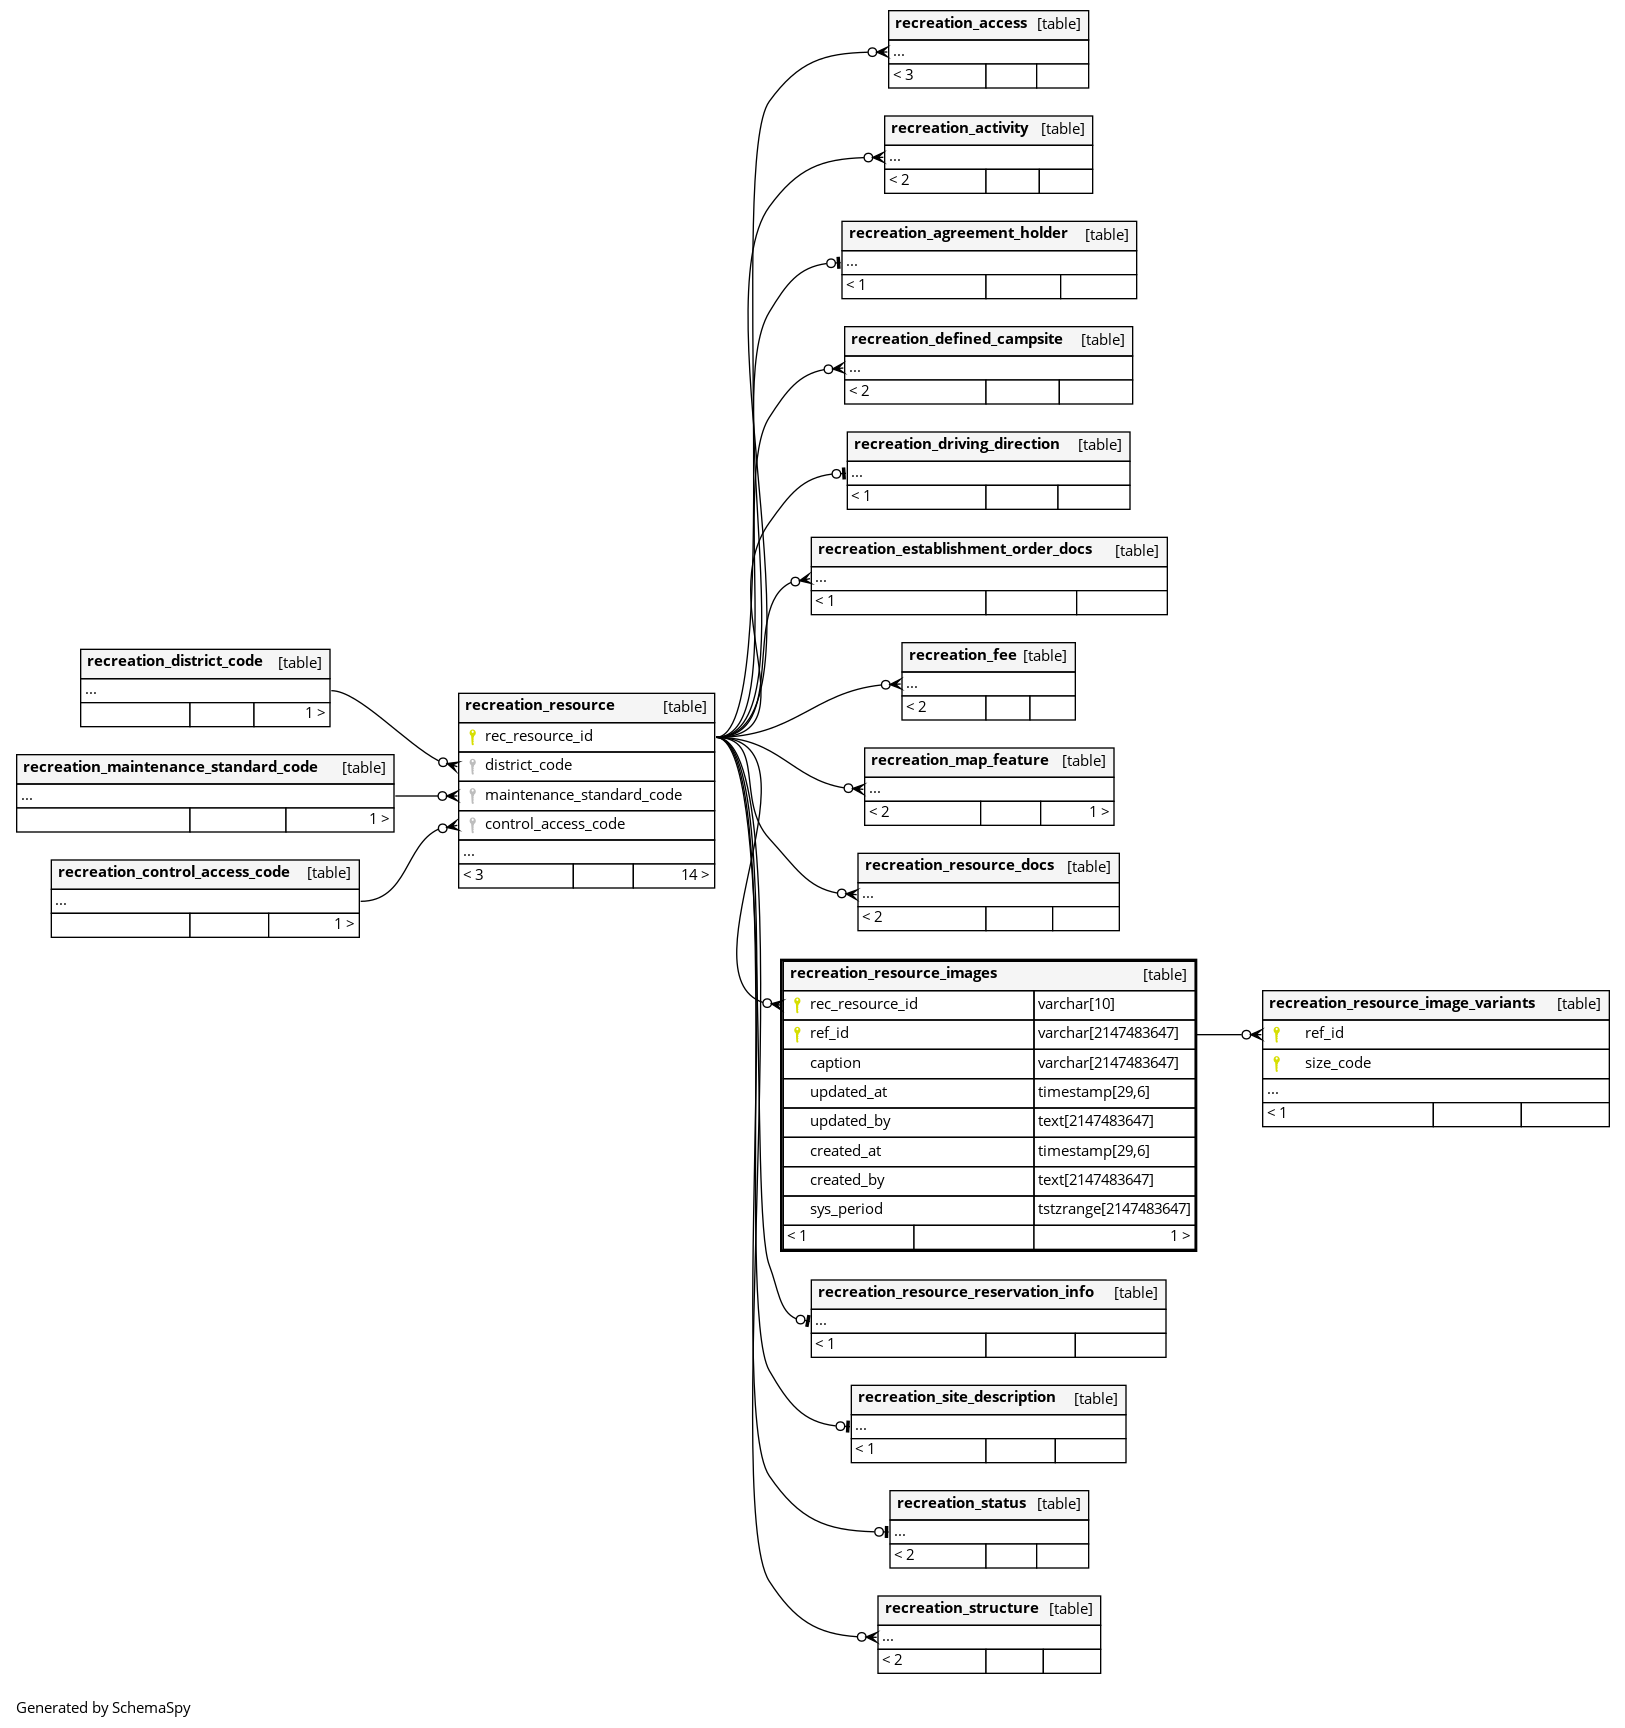 recreation_access [table]
...
< 3
recreation_activity [table]
...
< 2
recreation_agreement_holder [table]
...
< 1
recreation_defined_campsite [table]
...
< 2
recreation_driving_direction [table]
...
< 1
recreation_establishment_order_docs [table]
...
< 1
recreation_district_code [table]
...
1 >
recreation_maintenance_standard_code [table]
...
1 >
recreation_control_access_code [table]
...
1 >
recreation_resource [table]
rec_resource_id
district_code
maintenance_standard_code
control_access_code
...
< 3 14 >
recreation_fee [table]
...
< 2
recreation_map_feature [table]
...
< 2 1 >
recreation_resource_docs [table]
...
< 2
recreation_resource_images [table]
rec_resource_id varchar[10]
ref_id varchar[2147483647]
caption varchar[2147483647]
updated_at timestamp[29,6]
updated_by text[2147483647]
created_at timestamp[29,6]
created_by text[2147483647]
sys_period tstzrange[2147483647]
< 1 1 >
recreation_resource_image_variants [table]
ref_id
size_code
...
< 1
recreation_resource_reservation_info [table]
...
< 1
recreation_site_description [table]
...
< 1
recreation_status [table]
...
< 2
recreation_structure [table]
...
< 2
Generated by SchemaSpy